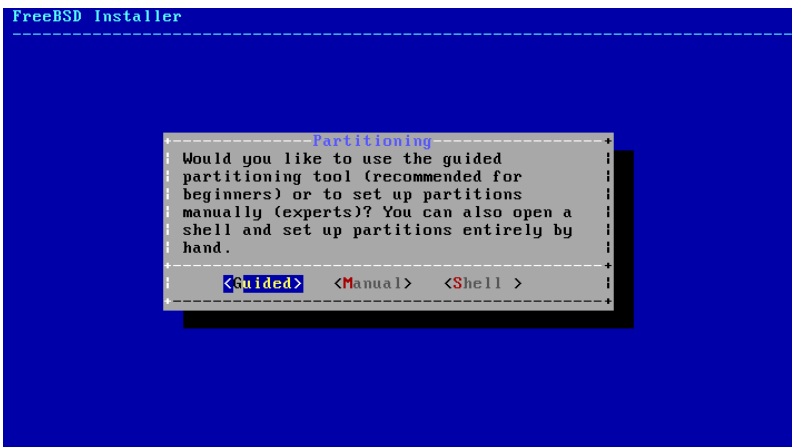 FreeBSD Installer
Partitioning
Would you like to use the guided
partitioning tool (recommended for
beginners) or to set up partitions
manually (experts)? You can also open a
shell and set up partitions entirely by
hand.
<Guided> <Manual> <Shell >